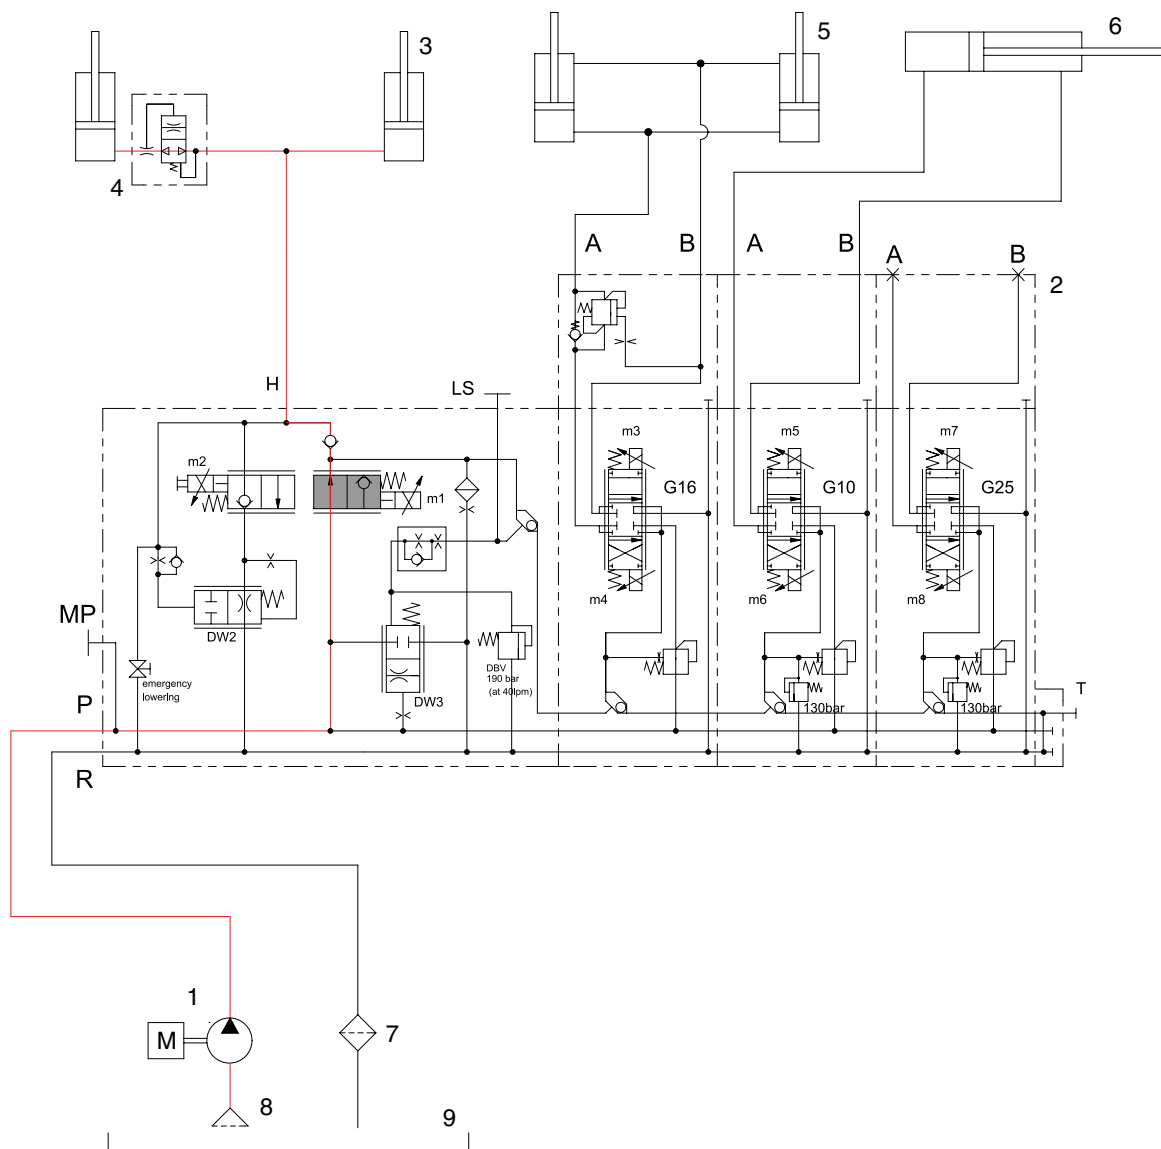 3
5
6
4
A
B
A
B
A
B
2
H
LS
m2
m1
m3
G16
m5
G10
m7
G25
m4
m6
m8
MP
DW2
emergency
lowering
DW3
DBV
190 bar
(at 40lpm)
130bar
130bar
P
T
R
1
M
7
8
9